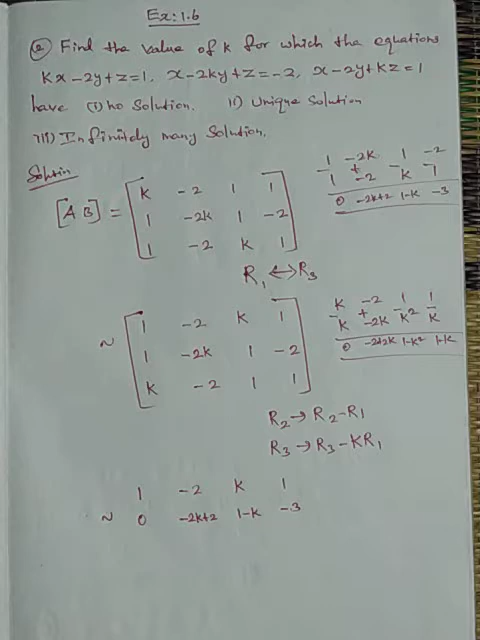 Ex: 1.6
② Find the value of k for which the equations
kx - 2y + z = 1, x - 2ky + z = -2, x - 2y + kz = 1
have (i) no Solution. ii) Unique Solution
iii) Infinitely many Solution.
Soln
[A B] = [ k -2 1 1
1 -2k 1 -2
1 -2 k 1 ]
1 -2k 1 -2
- 1 + -2 - k - 1
0 -2k+2 1-k -3
R₁ ↔ R₃
~ [ 1 -2 k 1
1 -2k 1 -2
k -2 1 1 ]
k -2 1 1
- k + -2k - k² - k
0 -2+2k 1-k² 1-k
R₂ → R₂ - R₁
R₃ → R₃ - KR₁
1 -2 k 1
~ 0 -2k+2 1-k -3